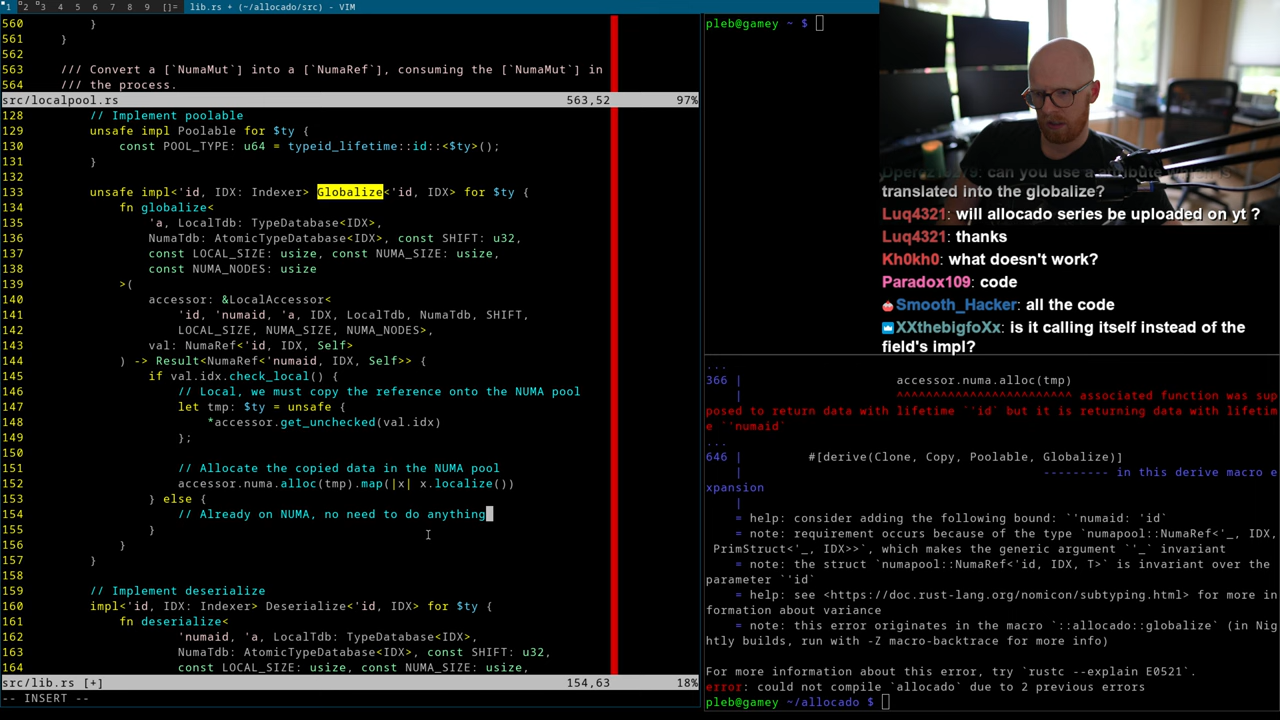 1 2 3 4 5 6 7 8 9 []= lib.rs + (~/allocado/src) - VIM
560 }
561 }
562
563 /// Convert a [`NumaMut`] into a [`NumaRef`], consuming the [`NumaMut`] in
564 /// the process.
src/localpool.rs 563,52 97%
128 // Implement poolable
129 unsafe impl Poolable for $ty {
130 const POOL_TYPE: u64 = typeid_lifetime::id::<$ty>();
131 }
132
133 unsafe impl<'id, IDX: Indexer> Globalize<'id, IDX> for $ty {
134 fn globalize<
135 'a, LocalTdb: TypeDatabase<IDX>,
136 NumaTdb: AtomicTypeDatabase<IDX>, const SHIFT: u32,
137 const LOCAL_SIZE: usize, const NUMA_SIZE: usize,
138 const NUMA_NODES: usize
139 >(
140 accessor: &LocalAccessor<
141 'id, 'numaid, 'a, IDX, LocalTdb, NumaTdb, SHIFT,
142 LOCAL_SIZE, NUMA_SIZE, NUMA_NODES>,
143 val: NumaRef<'id, IDX, Self>
144 ) -> Result<NumaRef<'numaid, IDX, Self>> {
145 if val.idx.check_local() {
146 // Local, we must copy the reference onto the NUMA pool
147 let tmp: $ty = unsafe {
148 *accessor.get_unchecked(val.idx)
149 };
150
151 // Allocate the copied data in the NUMA pool
152 accessor.numa.alloc(tmp).map(|x| x.localize())
153 } else {
154 // Already on NUMA, no need to do anything
155 }
156 }
157 }
158
159 // Implement deserialize
160 impl<'id, IDX: Indexer> Deserialize<'id, IDX> for $ty {
161 fn deserialize<
162 'numaid, 'a, LocalTdb: TypeDatabase<IDX>,
163 NumaTdb: AtomicTypeDatabase<IDX>, const SHIFT: u32,
164 const LOCAL_SIZE: usize, const NUMA_SIZE: usize,
src/lib.rs [+] 154,63 18%
-- INSERT --
pleb@gamey ~ $
can you use a attribute which is
translated into the globalize?
Luq4321: will allocado series be uploaded on yt ?
Luq4321: thanks
Kh0kh0: what doesn't work?
Paradox109: code
Smooth_Hacker: all the code
XXthebigfoXx: is it calling itself instead of the
field's impl?
...
366 | accessor.numa.alloc(tmp)
| ^^^^^^^^^^^^^^^^^^^^^^^^ associated function was sup
posed to return data with lifetime `'id` but it is returning data with lifetim
e `'numaid`
...
646 | #[derive(Clone, Copy, Poolable, Globalize)]
| --------- in this derive macro e
xpansion
|
= help: consider adding the following bound: `'numaid: 'id`
= note: requirement occurs because of the type `numapool::NumaRef<'_, IDX,
PrimStruct<'_, IDX>>`, which makes the generic argument `'_` invariant
= note: the struct `numapool::NumaRef<'id, IDX, T>` is invariant over the
parameter `'id`
= help: see <https://doc.rust-lang.org/nomicon/subtyping.html> for more in
formation about variance
= note: this error originates in the macro `::allocado::globalize` (in Nig
htly builds, run with -Z macro-backtrace for more info)
For more information about this error, try `rustc --explain E0521`.
error: could not compile `allocado` due to 2 previous errors
pleb@gamey ~/allocado $